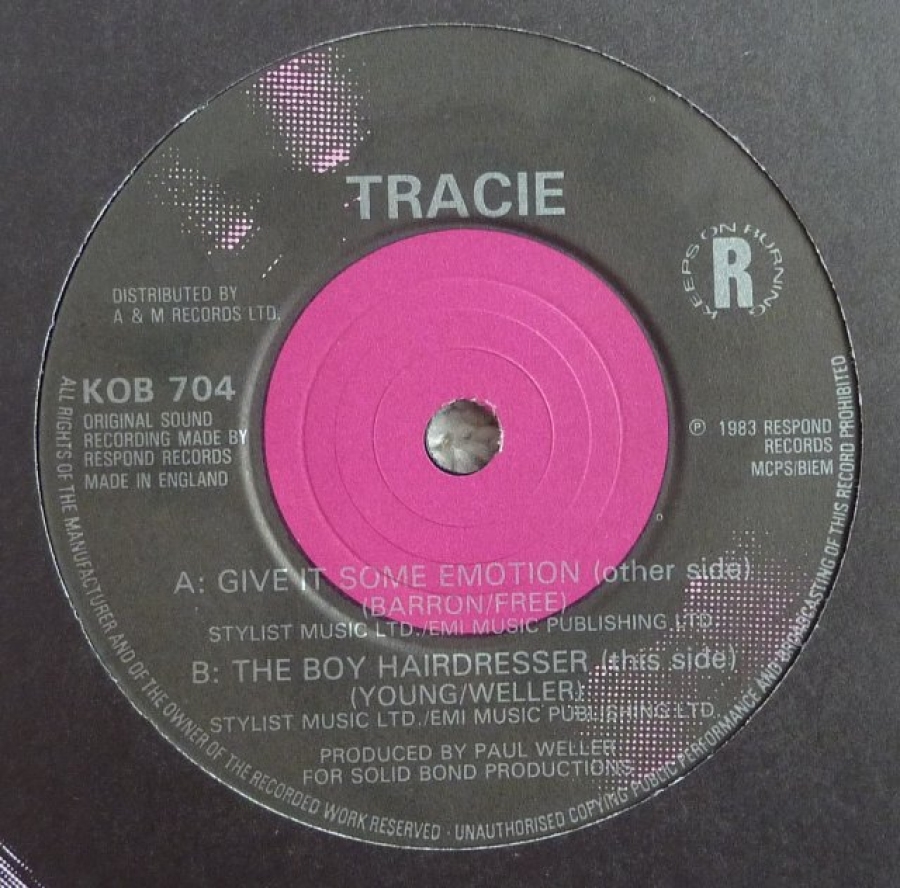 TRACIE
KEEPS ON BURNING
R
DISTRIBUTED BY
A & M RECORDS LTD.
KOB 704
ORIGINAL SOUND
RECORDING MADE BY
RESPOND RECORDS
MADE IN ENGLAND
℗ 1983 RESPOND
RECORDS
MCPS/BIEM
A: GIVE IT SOME EMOTION (other side)
(BARRON/FREE)
STYLIST MUSIC LTD./EMI MUSIC PUBLISHING LTD.
B: THE BOY HAIRDRESSER (this side)
(YOUNG/WELLER)
STYLIST MUSIC LTD./EMI MUSIC PUBLISHING LTD.
PRODUCED BY PAUL WELLER
FOR SOLID BOND PRODUCTIONS
ALL RIGHTS OF THE MANUFACTURER AND OF THE OWNER OF THE RECORDED WORK RESERVED · UNAUTHORISED COPYING PUBLIC PERFORMANCE AND BROADCASTING OF THIS RECORD PROHIBITED